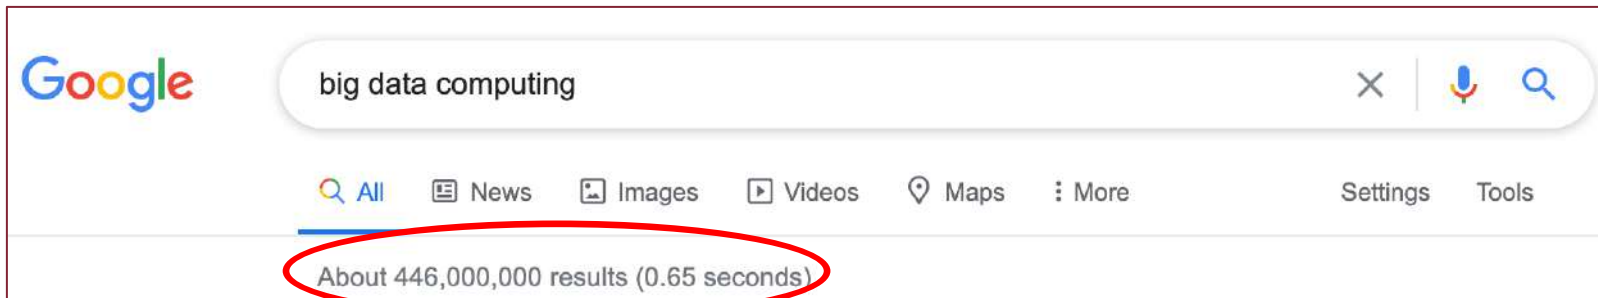 Google
big data computing
All News Images Videos Maps More Settings Tools
About 446,000,000 results (0.65 seconds)